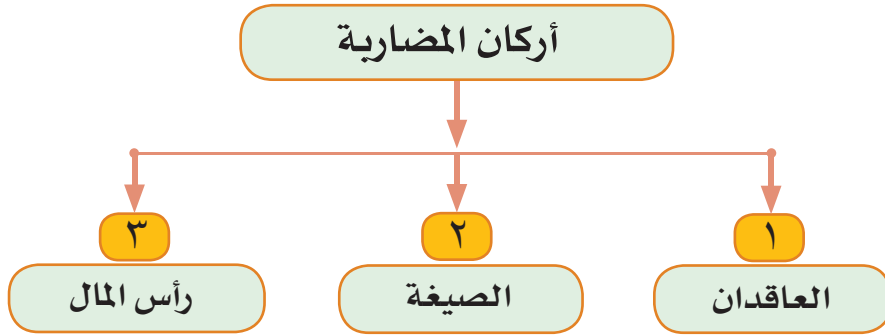 أركان المضاربة
١
٢
٣
العاقدان
الصيغة
رأس المال